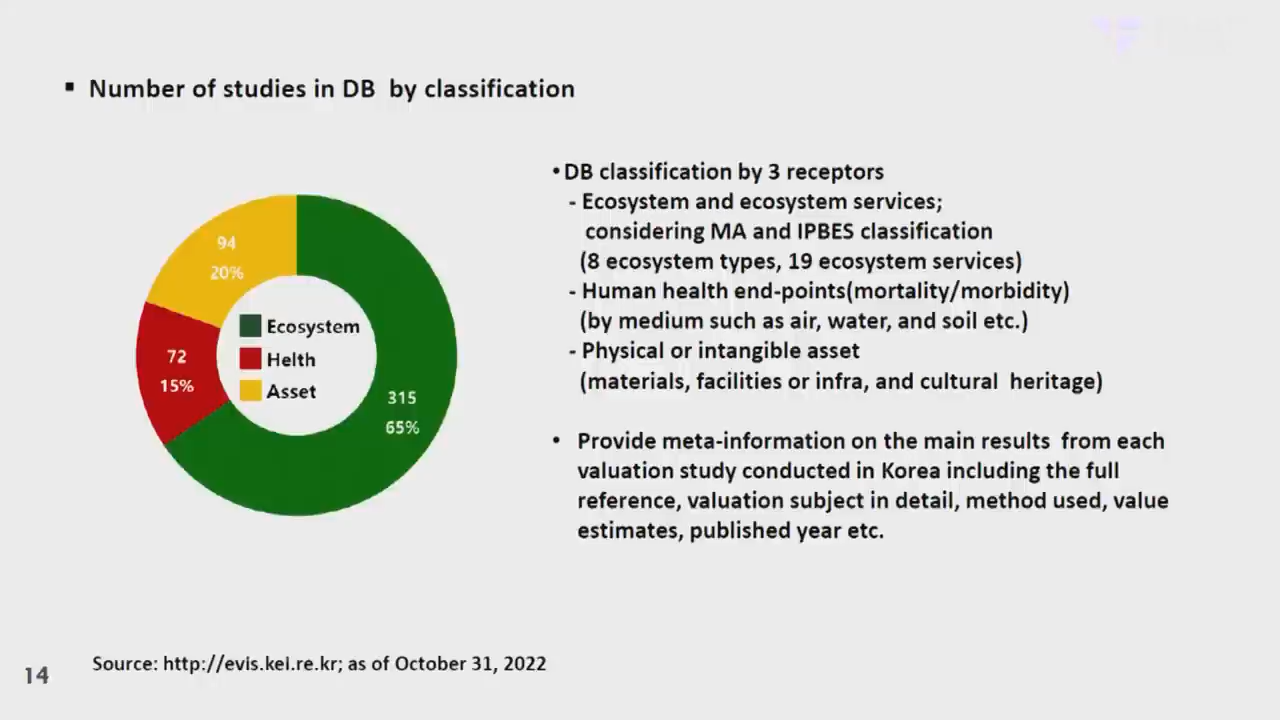 ▪ Number of studies in DB by classification
94
20%
72
15%
315
65%
Ecosystem
Helth
Asset
•DB classification by 3 receptors
- Ecosystem and ecosystem services;
considering MA and IPBES classification
(8 ecosystem types, 19 ecosystem services)
- Human health end-points(mortality/morbidity)
(by medium such as air, water, and soil etc.)
- Physical or intangible asset
(materials, facilities or infra, and cultural heritage)
• Provide meta-information on the main results from each
valuation study conducted in Korea including the full
reference, valuation subject in detail, method used, value
estimates, published year etc.
Source: http://evis.kei.re.kr; as of October 31, 2022
14